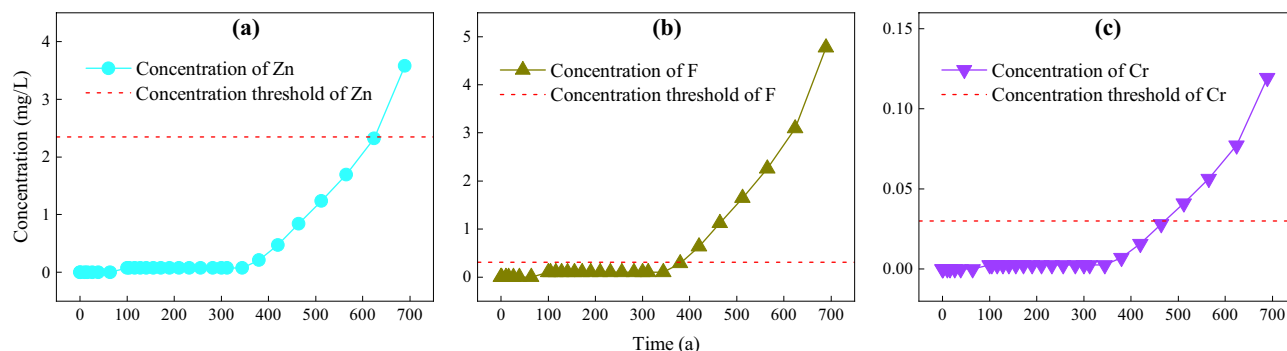 (a)
Concentration of Zn
Concentration threshold of Zn
4
3
2
1
0
0 100 200 300 400 500 600 700
Concentration (mg/L)
(b)
Concentration of F
Concentration threshold of F
5
4
3
2
1
0
0 100 200 300 400 500 600 700
Time (a)
(c)
Concentration of Cr
Concentration threshold of Cr
0.15
0.10
0.05
0.00
0 100 200 300 400 500 600 700